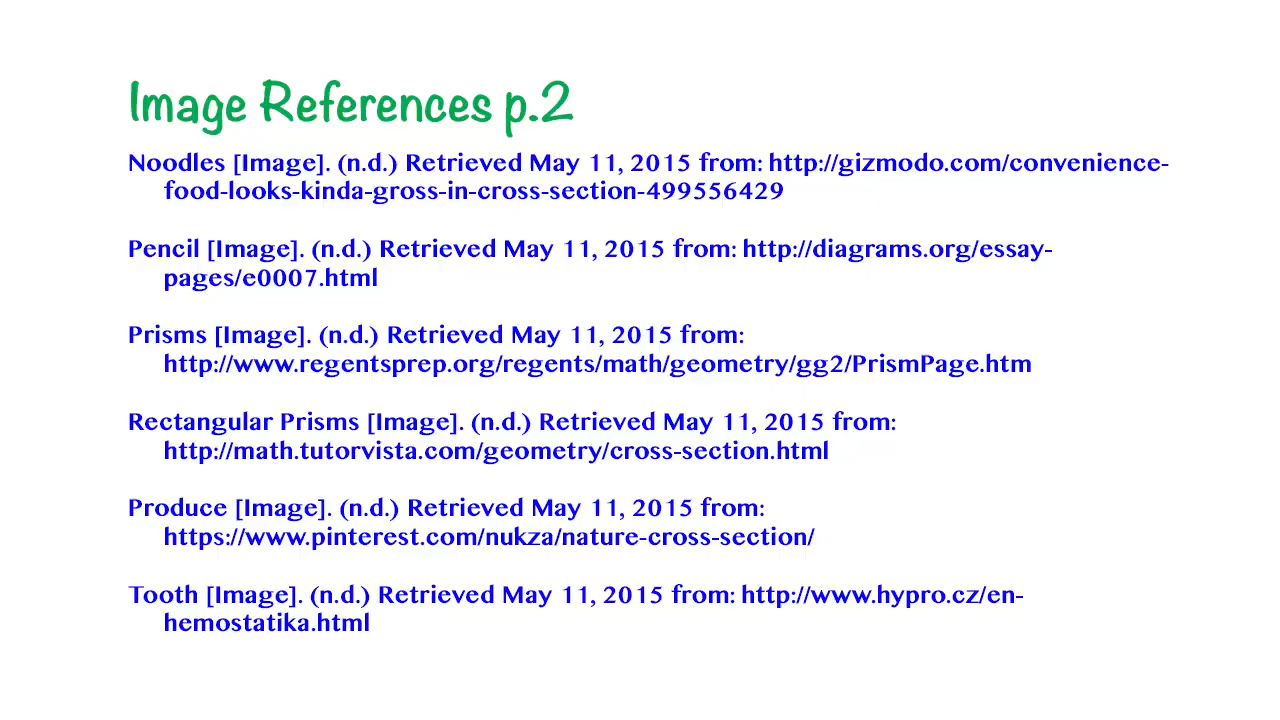 Image References p.2
Noodles [Image]. (n.d.) Retrieved May 11, 2015 from: http://gizmodo.com/convenience-
food-looks-kinda-gross-in-cross-section-499556429
Pencil [Image]. (n.d.) Retrieved May 11, 2015 from: http://diagrams.org/essay-
pages/e0007.html
Prisms [Image]. (n.d.) Retrieved May 11, 2015 from:
http://www.regentsprep.org/regents/math/geometry/gg2/PrismPage.htm
Rectangular Prisms [Image]. (n.d.) Retrieved May 11, 2015 from:
http://math.tutorvista.com/geometry/cross-section.html
Produce [Image]. (n.d.) Retrieved May 11, 2015 from:
https://www.pinterest.com/nukza/nature-cross-section/
Tooth [Image]. (n.d.) Retrieved May 11, 2015 from: http://www.hypro.cz/en-
hemostatika.html